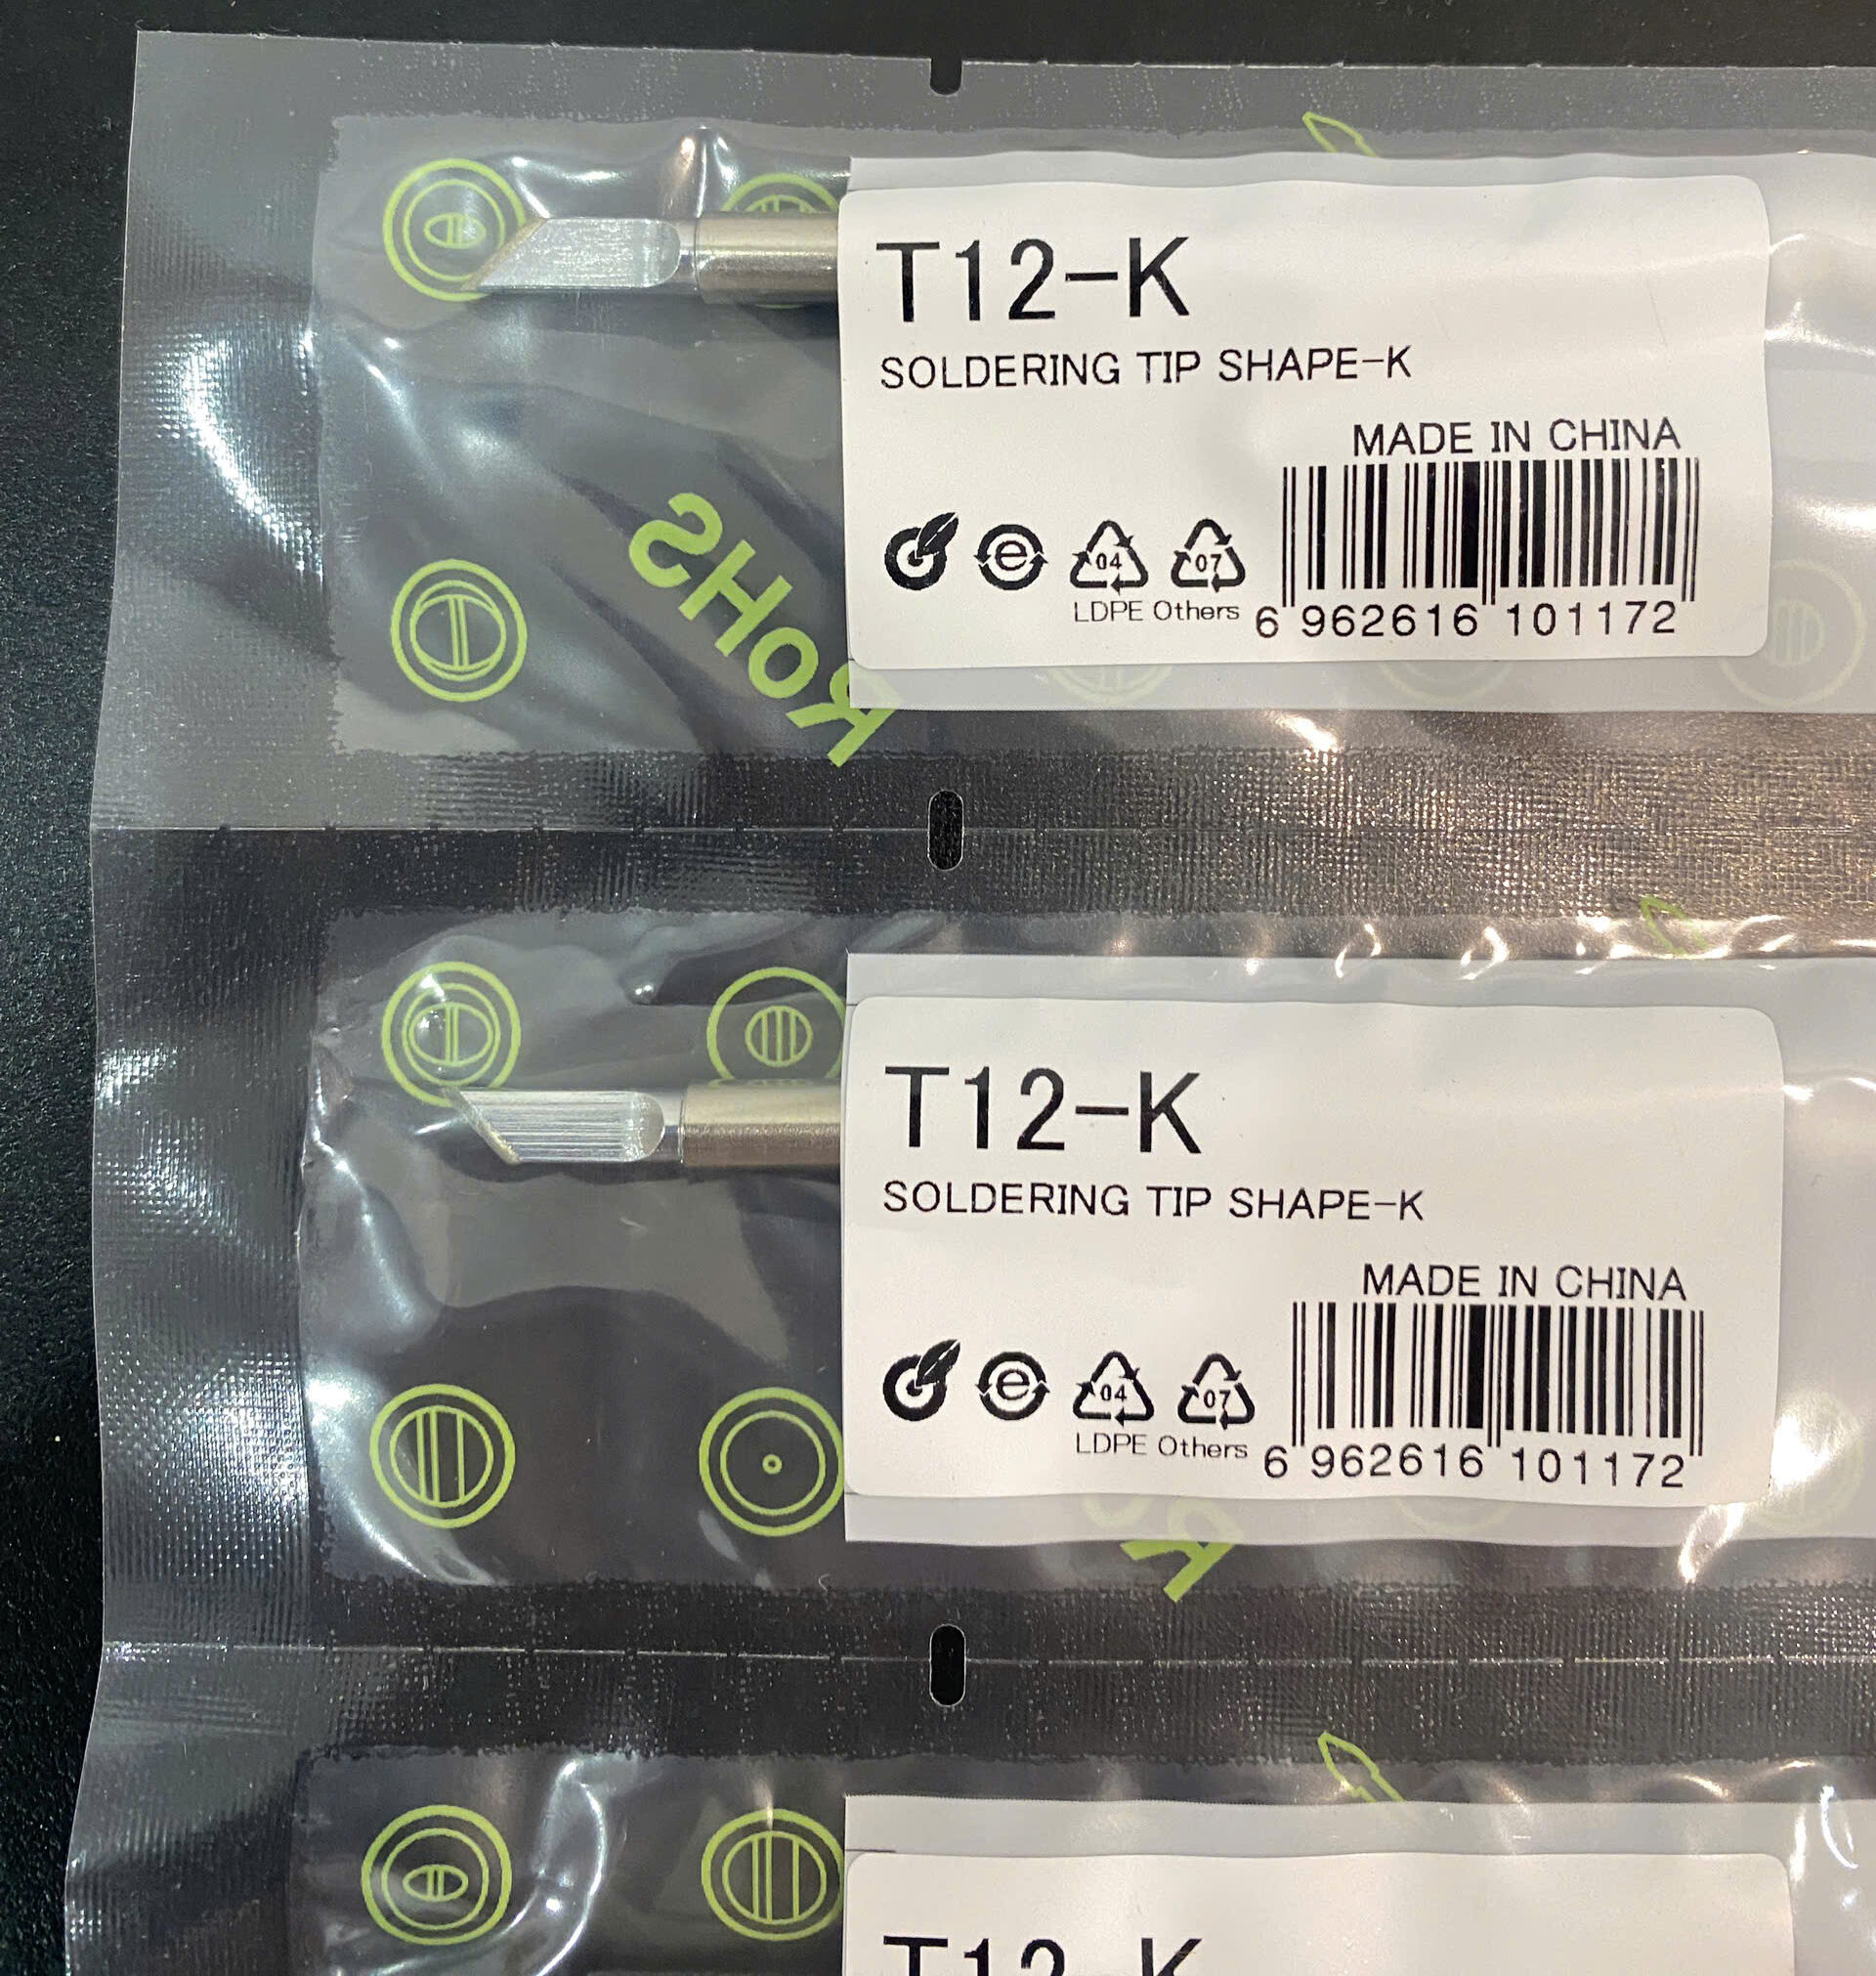 T12-K
SOLDERING TIP SHAPE-K
MADE IN CHINA
e
04
07
LDPE Others
6 962616 101172
RoHS
T12-K
SOLDERING TIP SHAPE-K
MADE IN CHINA
e
04
07
LDPE Others
6 962616 101172
T12-K